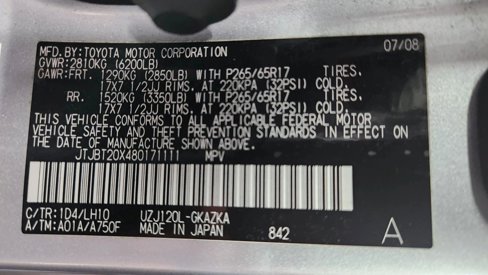 MFD. BY: TOYOTA MOTOR CORPORATION 07/08
GVWR: 2810KG (6200LB)
GAWR: FRT. 1290KG (2850LB) WITH P265/65R17 TIRES.
17X7 1/2JJ RIMS. AT 220KPA (32PSI) COLD.
RR. 1520KG (3350LB) WITH P265/65R17 TIRES.
17X7 1/2JJ RIMS. AT 220KPA (32PSI) COLD.
THIS VEHICLE CONFORMS TO ALL APPLICABLE FEDERAL MOTOR
VEHICLE SAFETY AND THEFT PREVENTION STANDARDS IN EFFECT ON
THE DATE OF MANUFACTURE SHOWN ABOVE.
JTJBT20X480171111 MPV
C/TR: 1D4/LH10 UZJ120L-GKAZKA
A/TM: A01A/A750F MADE IN JAPAN 842 A